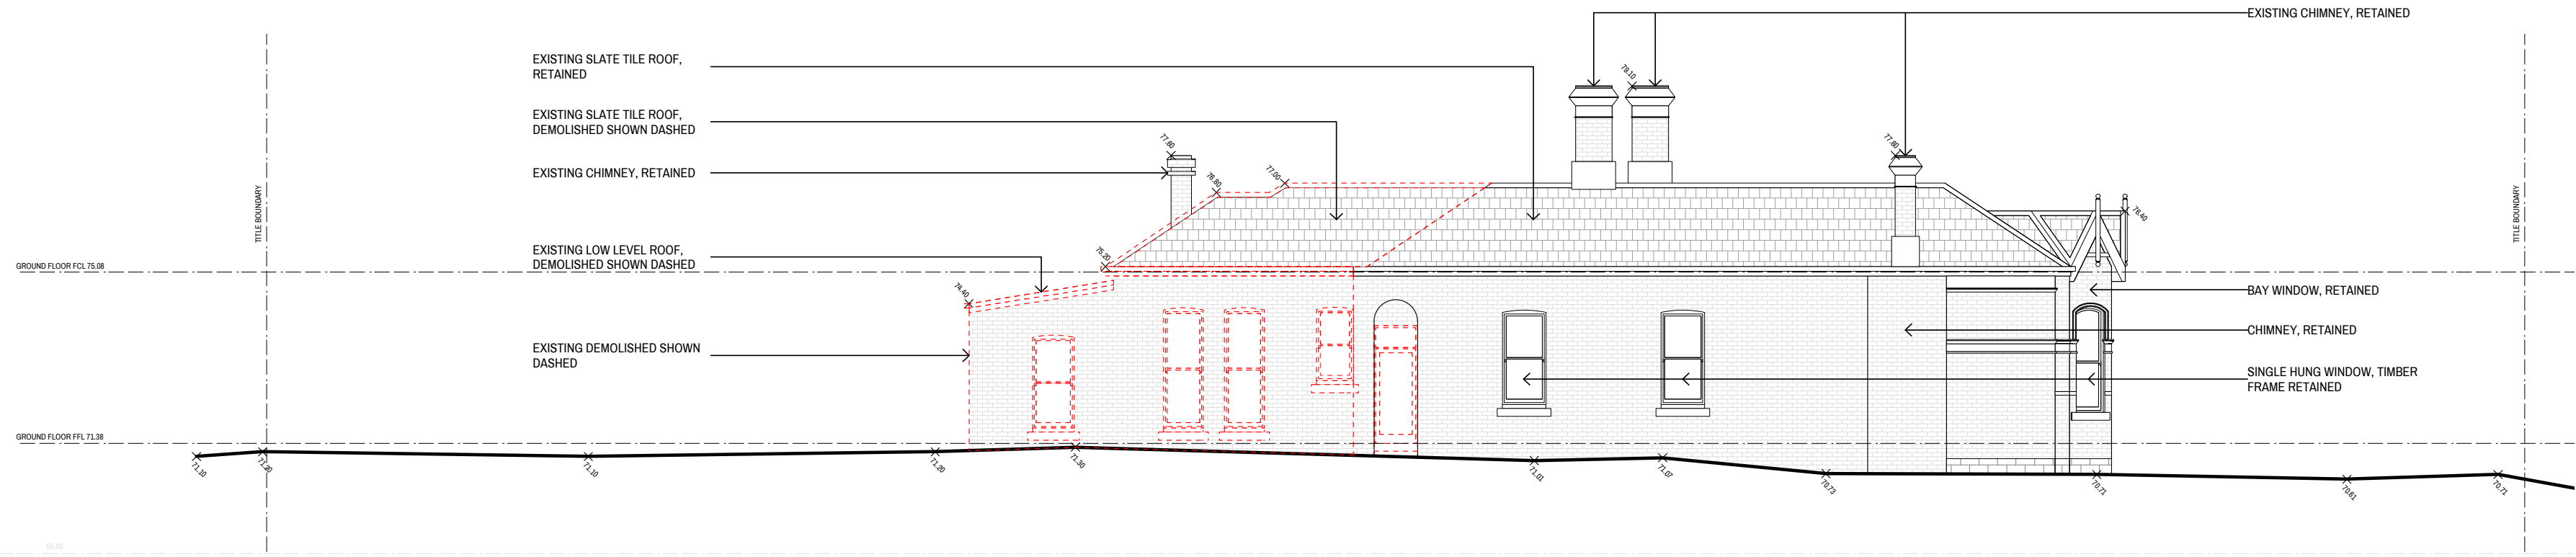 EXISTING CHIMNEY, RETAINED
EXISTING SLATE TILE ROOF,
RETAINED
79.10
EXISTING SLATE TILE ROOF,
DEMOLISHED SHOWN DASHED
77.60
77.60
EXISTING CHIMNEY, RETAINED
76.80
77.00
TITLE BOUNDARY
TITLE BOUNDARY
76.40
EXISTING LOW LEVEL ROOF,
DEMOLISHED SHOWN DASHED
75.20
GROUND FLOOR FCL 75.08
74.40
BAY WINDOW, RETAINED
CHIMNEY, RETAINED
EXISTING DEMOLISHED SHOWN
DASHED
SINGLE HUNG WINDOW, TIMBER
FRAME RETAINED
GROUND FLOOR FFL 71.38
71.10
71.20
71.10
71.20
71.30
71.01
71.07
70.73
70.71
70.61
70.71